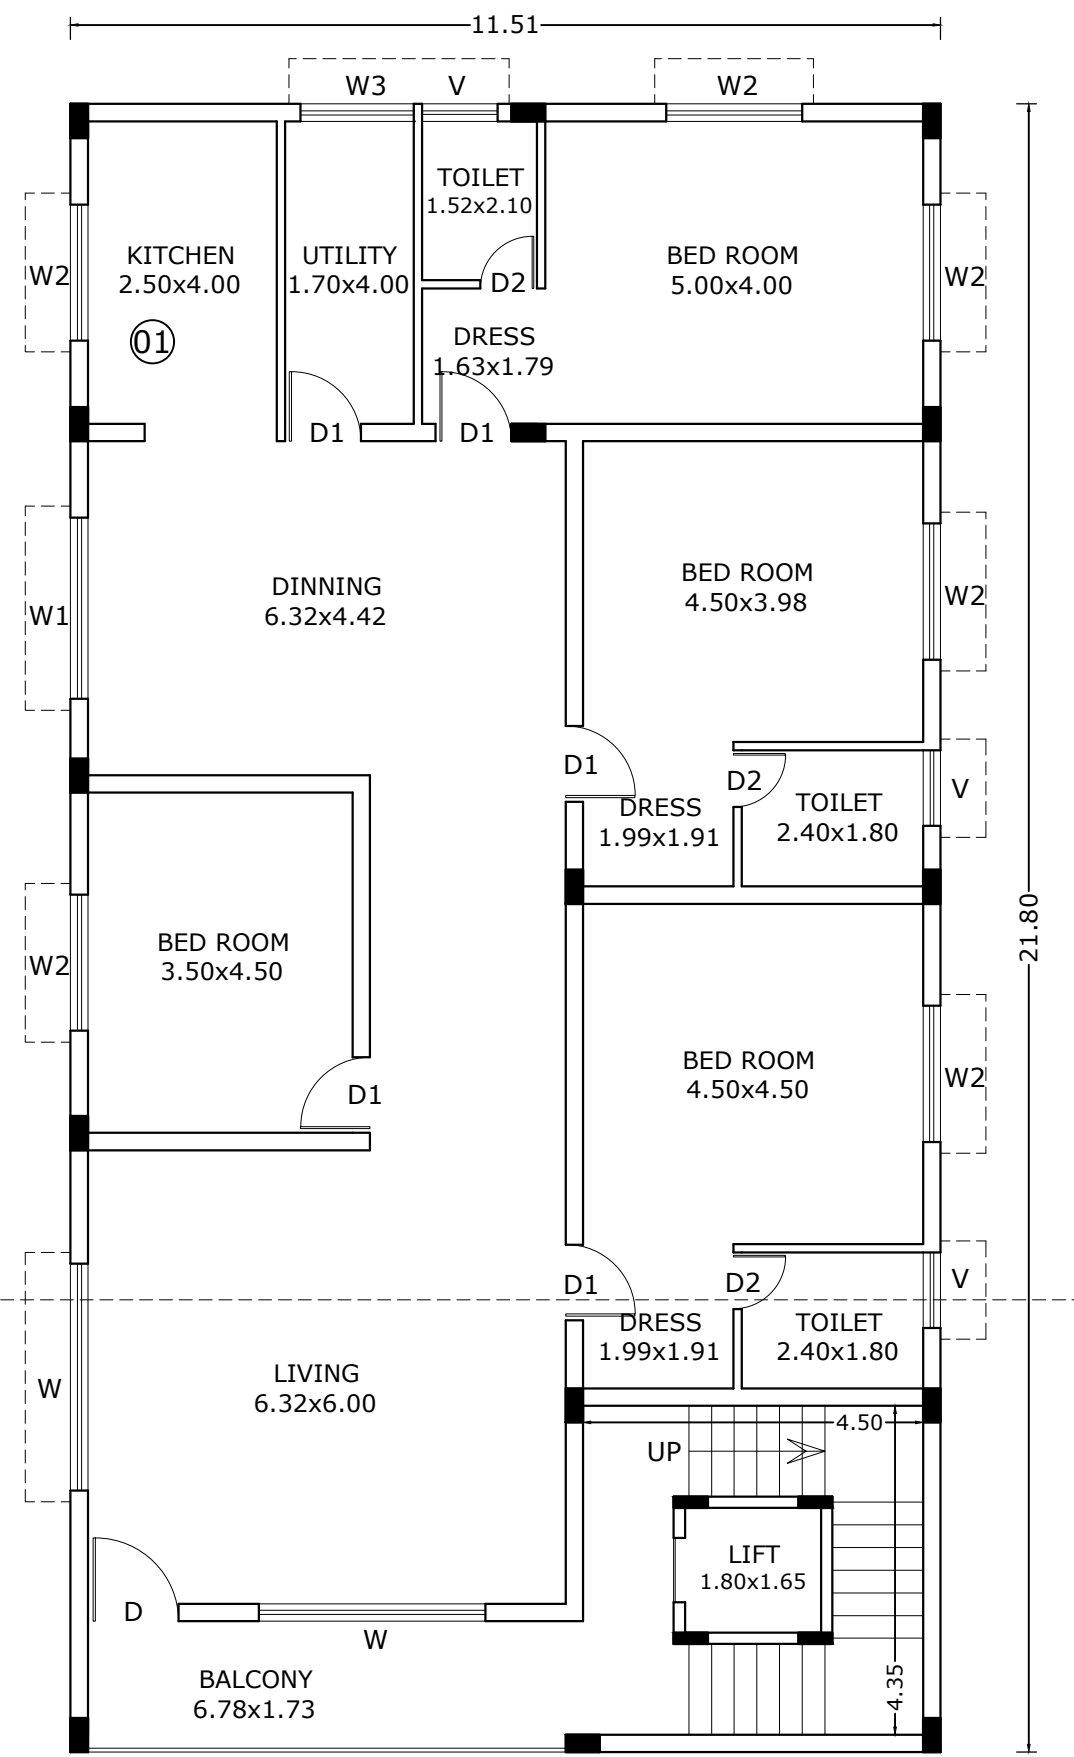 11.51
W3
V
W2
TOILET
1.52x2.10
KITCHEN
2.50x4.00
UTILITY
1.70x4.00
BED ROOM
5.00x4.00
W2
W2
D2
01
DRESS
1.63x1.79
D1
D1
DINNING
6.32x4.42
BED ROOM
4.50x3.98
W1
W2
D1
D2
V
DRESS
1.99x1.91
TOILET
2.40x1.80
21.80
BED ROOM
3.50x4.50
W2
BED ROOM
4.50x4.50
W2
D1
D1
D2
V
DRESS
1.99x1.91
TOILET
2.40x1.80
LIVING
6.32x6.00
W
4.50
UP
LIFT
1.80x1.65
D
W
BALCONY
6.78x1.73
4.35